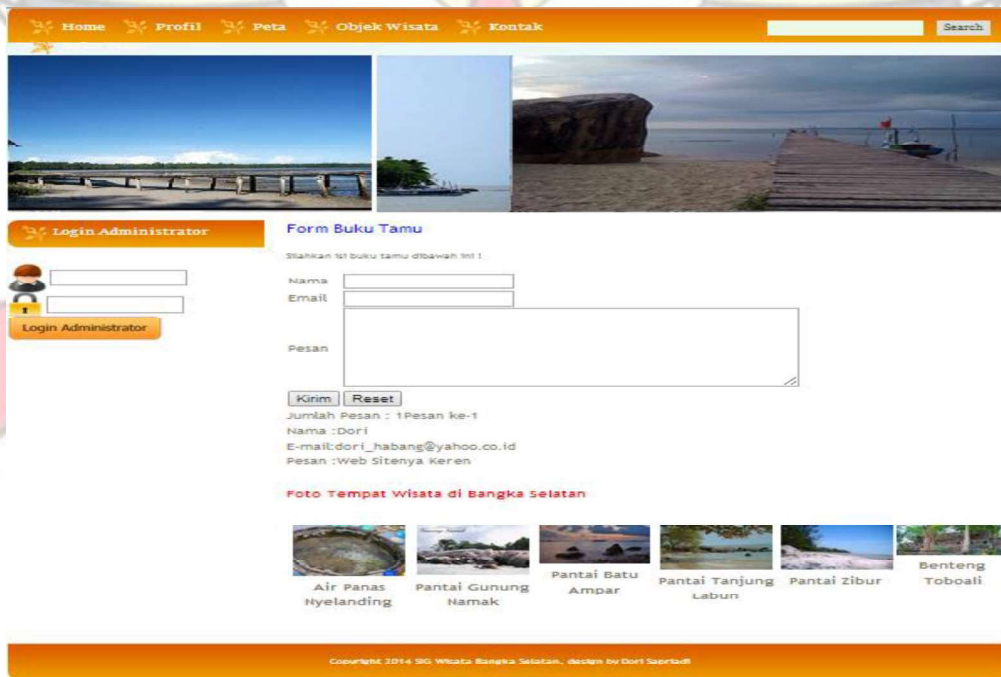 Home Profil Peta Objek Wisata Kontak Search
Login Administrator
Login Administrator
Form Buku Tamu
Silahkan isi buku tamu dibawah ini !
Nama
Email
Pesan
Kirim Reset
Jumlah Pesan : 1Pesan ke-1
Nama :Dori
E-mail:dori_habang@yahoo.co.id
Pesan :Web Sitenya Keren
Foto Tempat Wisata di Bangka Selatan
Air Panas
Nyelanding
Pantai Gunung
Namak
Pantai Batu
Ampar
Pantai Tanjung
Labun
Pantai Zibur
Benteng
Toboali
Copyright 2014 SIG Wisata Bangka Selatan, design by Dori Sapriadi